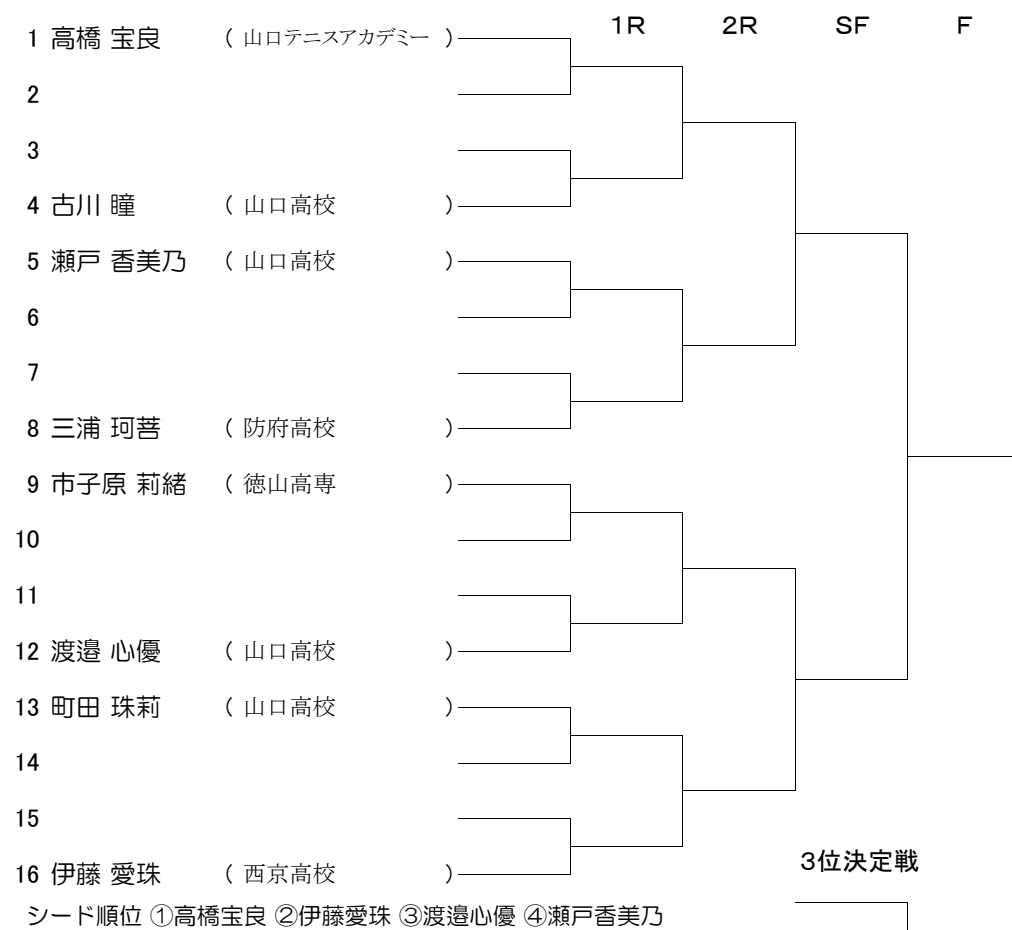 1R 2R SF F
1 高橋 宝良 ( 山口テニスアカデミー )
2
3
4 古川 瞳 ( 山口高校 )
5 瀬戸 香美乃 ( 山口高校 )
6
7
8 三浦 珂菩 ( 防府高校 )
9 市子原 莉緒 ( 徳山高専 )
10
11
12 渡邉 心優 ( 山口高校 )
13 町田 珠莉 ( 山口高校 )
14
15
16 伊藤 愛珠 ( 西京高校 )
3位決定戦
シード順位 ①高橋宝良 ②伊藤愛珠 ③渡邉心優 ④瀬戸香美乃